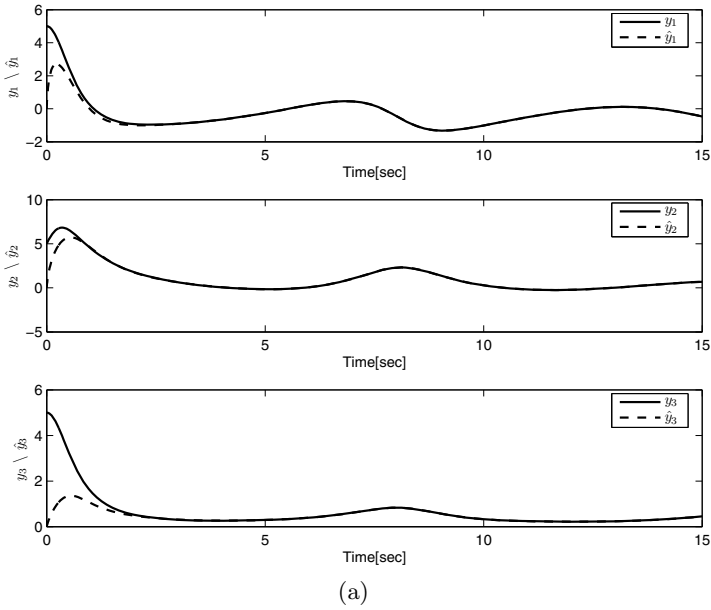 6
4
2
0
−2
y₁ \ ŷ₁
y₁
ŷ₁
0 5 10 15
Time[sec]
10
5
0
−5
y₂ \ ŷ₂
y₂
ŷ₂
0 5 10 15
Time[sec]
6
4
2
0
y₃ \ ŷ₃
y₃
ŷ₃
0 5 10 15
Time[sec]
(a)